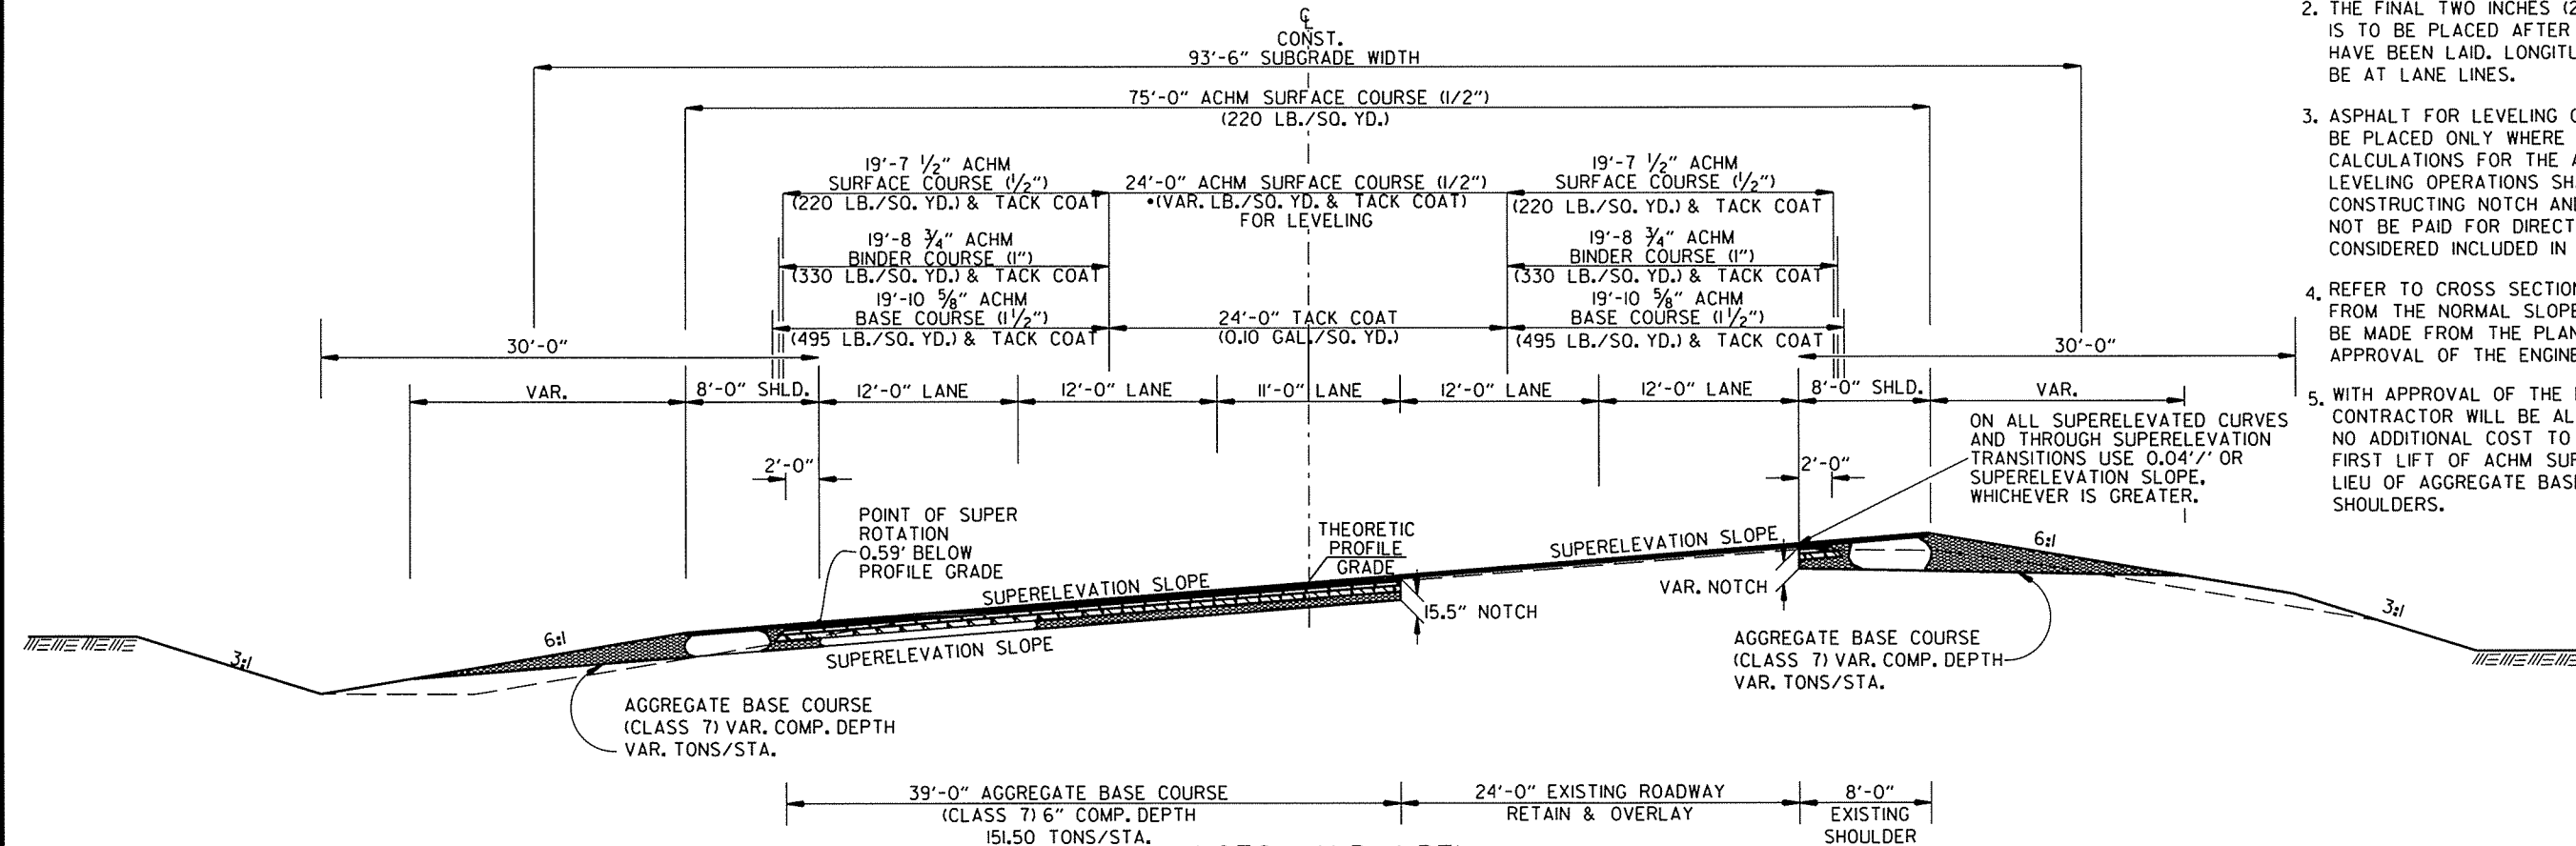 ℄
CONST.
93'-6" SUBGRADE WIDTH
75'-0" ACHM SURFACE COURSE (1/2")
(220 LB./SQ. YD.)
19'-7 1/2" ACHM
SURFACE COURSE (1/2")
(220 LB./SQ. YD.) & TACK COAT
24'-0" ACHM SURFACE COURSE (1/2")
•(VAR. LB./SQ. YD. & TACK COAT)
FOR LEVELING
19'-7 1/2" ACHM
SURFACE COURSE (1/2")
(220 LB./SQ. YD.) & TACK COAT
19'-8 3/4" ACHM
BINDER COURSE (1")
(330 LB./SQ. YD.) & TACK COAT
19'-8 3/4" ACHM
BINDER COURSE (1")
(330 LB./SQ. YD.) & TACK COAT
19'-10 5/8" ACHM
BASE COURSE (1 1/2")
(495 LB./SQ. YD.) & TACK COAT
24'-0" TACK COAT
(0.10 GAL./SQ. YD.)
19'-10 5/8" ACHM
BASE COURSE (1 1/2")
(495 LB./SQ. YD.) & TACK COAT
30'-0"
30'-0"
VAR.
8'-0" SHLD.
12'-0" LANE
12'-0" LANE
11'-0" LANE
12'-0" LANE
12'-0" LANE
8'-0" SHLD.
VAR.
2'-0"
2'-0"
ON ALL SUPERELEVATED CURVES
AND THROUGH SUPERELEVATION
TRANSITIONS USE 0.04'/' OR
SUPERELEVATION SLOPE,
WHICHEVER IS GREATER.
POINT OF SUPER
ROTATION
0.59' BELOW
PROFILE GRADE
THEORETIC
PROFILE
GRADE
SUPERELEVATION SLOPE
SUPERELEVATION SLOPE
SUPERELEVATION SLOPE
15.5" NOTCH
VAR. NOTCH
3:1
6:1
6:1
3:1
AGGREGATE BASE COURSE
(CLASS 7) VAR. COMP. DEPTH
VAR. TONS/STA.
AGGREGATE BASE COURSE
(CLASS 7) VAR. COMP. DEPTH
VAR. TONS/STA.
39'-0" AGGREGATE BASE COURSE
(CLASS 7) 6" COMP. DEPTH
151.50 TONS/STA.
24'-0" EXISTING ROADWAY
RETAIN & OVERLAY
8'-0"
EXISTING
SHOULDER
2. THE FINAL TWO INCHES (2
IS TO BE PLACED AFTER
HAVE BEEN LAID. LONGITU
BE AT LANE LINES.
3. ASPHALT FOR LEVELING
BE PLACED ONLY WHERE
CALCULATIONS FOR THE A
LEVELING OPERATIONS SH
CONSTRUCTING NOTCH AND
NOT BE PAID FOR DIRECT
CONSIDERED INCLUDED IN
4. REFER TO CROSS SECTION
FROM THE NORMAL SLOPE
BE MADE FROM THE PLAN
APPROVAL OF THE ENGINE
5. WITH APPROVAL OF THE
CONTRACTOR WILL BE AL
NO ADDITIONAL COST TO
FIRST LIFT OF ACHM SUR
LIEU OF AGGREGATE BASE
SHOULDERS.